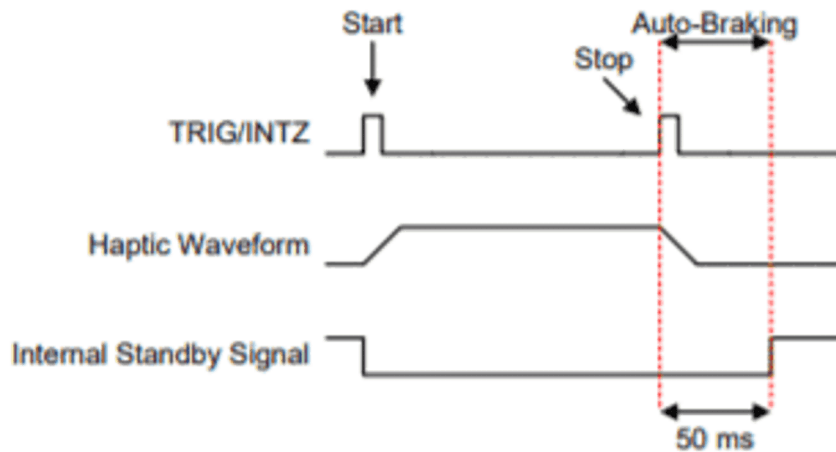 Start
Auto-Braking
Stop
TRIG/INTZ
Haptic Waveform
Internal Standby Signal
50 ms